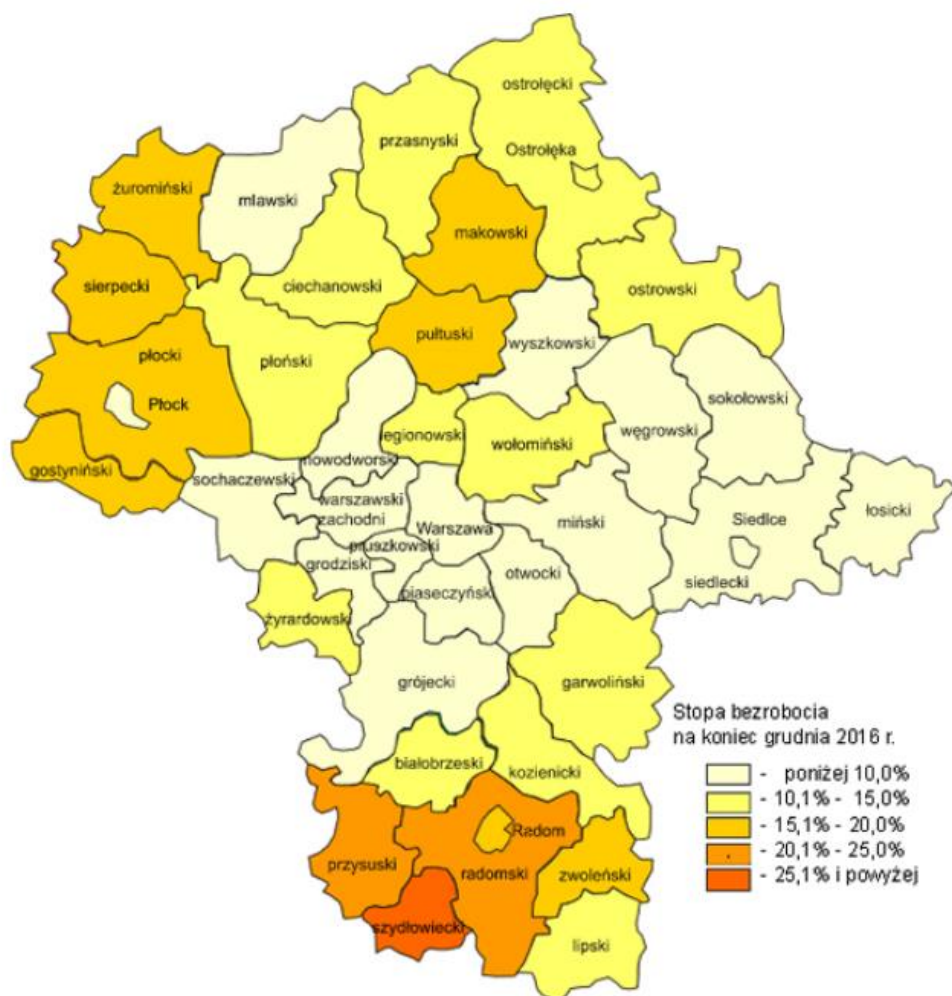 ostrołęcki
przasnyski
Ostrołęka
żuromiński
mławski
makowski
sierpecki
ciechanowski
ostrowski
pułtuski
wyszkowski
płocki
płoński
Płock
sokołowski
legionowski
wołomiński
węgrowski
gostyniński
nowodworski
sochaczewski
warszawski
zachodni
Warszawa
miński
Siedlce
łosicki
pruszkowski
grodziski
otwocki
siedlecki
piaseczyński
żyrardowski
grójecki
garwoliński
Stopa bezrobocia
na koniec grudnia 2016 r.
białobrzeski
kozienicki
- poniżej 10,0%
- 10,1% - 15,0%
- 15,1% - 20,0%
- 20,1% - 25,0%
- 25,1% i powyżej
Radom
przysuski
radomski
zwoleński
szydłowiecki
lipski